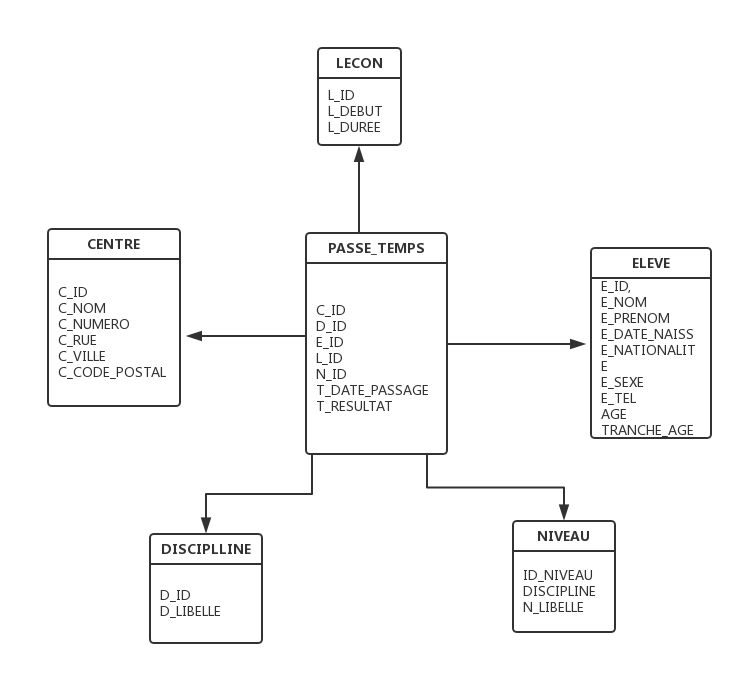 LECON
L_ID
L_DEBUT
L_DUREE
CENTRE
C_ID
C_NOM
C_NUMERO
C_RUE
C_VILLE
C_CODE_POSTAL
PASSE_TEMPS
C_ID
D_ID
E_ID
L_ID
N_ID
T_DATE_PASSAGE
T_RESULTAT
ELEVE
E_ID,
E_NOM
E_PRENOM
E_DATE_NAISS
E_NATIONALIT
E
E_SEXE
E_TEL
AGE
TRANCHE_AGE
DISCIPLLINE
D_ID
D_LIBELLE
NIVEAU
ID_NIVEAU
DISCIPLINE
N_LIBELLE